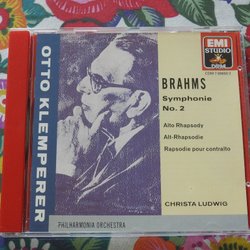 EMI
STUDIO
OTTO KLEMPERER
BRAHMS
Symphonie
No. 2
Alto Rhapsody
Alt-Rhapsodie
Rapsodie pour contralto
CHRISTA LUDWIG
PHILHARMONIA ORCHESTRA